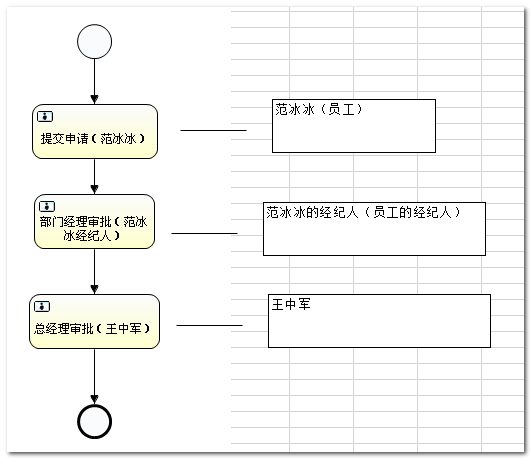 提交申请（范冰冰）
范冰冰（员工）
部门经理审批（范冰
冰经纪人）
范冰冰的经纪人（员工的经纪人）
总经理审批（王中军）
王中军